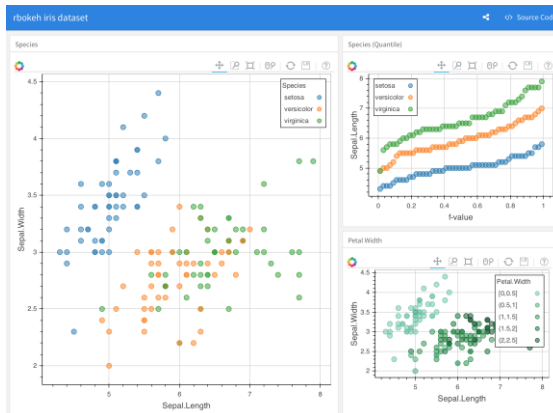 rbokeh iris dataset
</> Source Cod
Species
Species
setosa
versicolor
virginica
4.5
4
3.5
3
2.5
2
Sepal.Width
5
6
7
8
Sepal.Length
Species (Quantile)
species
setosa
versicolor
virginica
8
7
6
5
Sepal.Length
0
0.2
0.4
0.6
0.8
1
f-value
Petal Width
Petal.Width
[0,0.5]
(0.5,1]
(1,1.5]
(1.5,2]
(2,2.5]
4.5
4
3.5
3
2.5
2
Sepal.Width
5
6
7
8
Sepal.Length